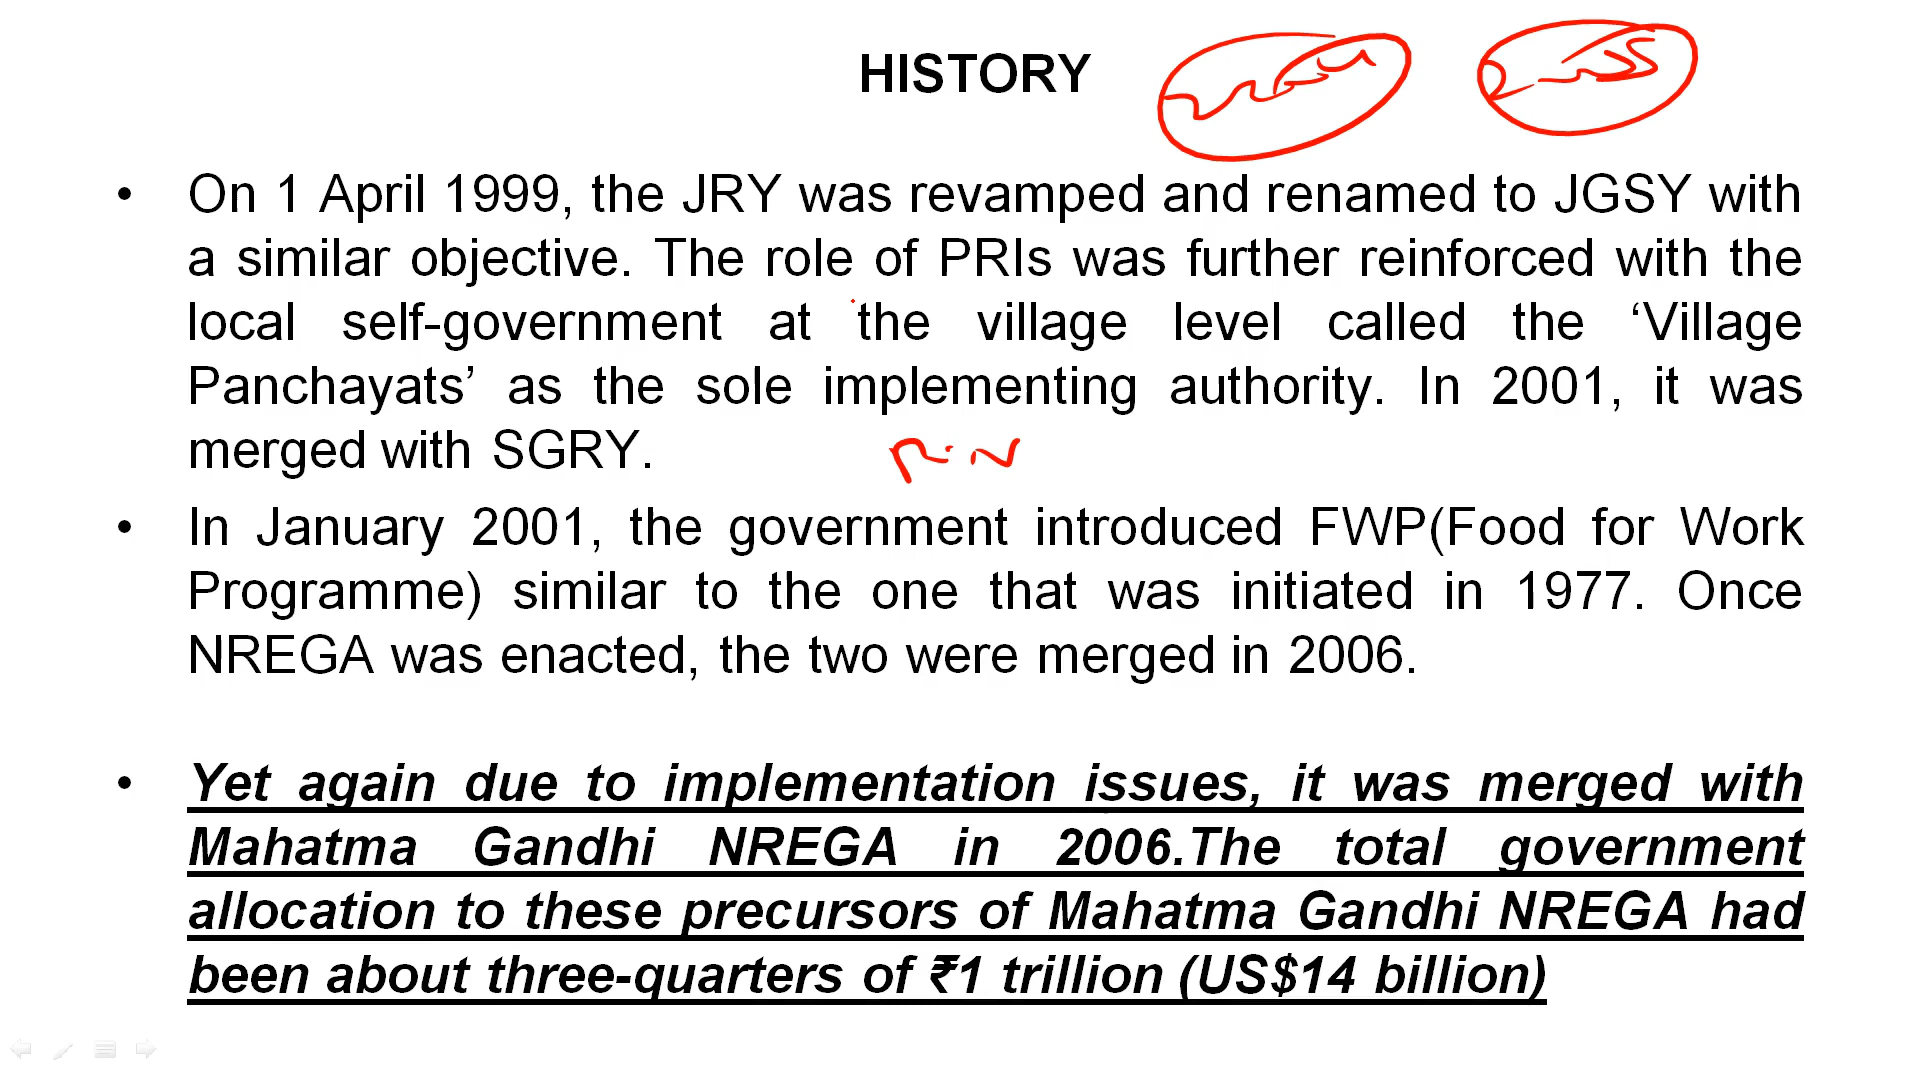 HISTORY
• On 1 April 1999, the JRY was revamped and renamed to JGSY with
a similar objective. The role of PRIs was further reinforced with the
local self-government at the village level called the ‘Village
Panchayats’ as the sole implementing authority. In 2001, it was
merged with SGRY.
• In January 2001, the government introduced FWP(Food for Work
Programme) similar to the one that was initiated in 1977. Once
NREGA was enacted, the two were merged in 2006.
• Yet again due to implementation issues, it was merged with
Mahatma Gandhi NREGA in 2006.The total government
allocation to these precursors of Mahatma Gandhi NREGA had
been about three-quarters of ₹1 trillion (US$14 billion)